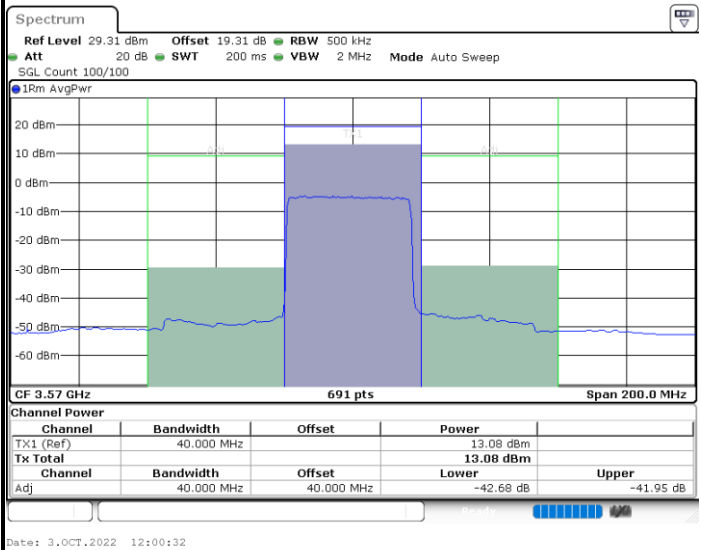 Spectrum
Ref Level 29.31 dBm Offset 19.31 dB RBW 500 kHz
Att 20 dB SWT 200 ms VBW 2 MHz Mode Auto Sweep
SGL Count 100/100
1Rm AvgPwr
20 dBm
TX1
10 dBm
Adj
Adj
0 dBm
-10 dBm
-20 dBm
-30 dBm
-40 dBm
-50 dBm
-60 dBm
CF 3.57 GHz 691 pts Span 200.0 MHz
Channel Power
Channel Bandwidth Offset Power
TX1 (Ref) 40.000 MHz 13.08 dBm
Tx Total 13.08 dBm
Channel Bandwidth Offset Lower Upper
Adj 40.000 MHz 40.000 MHz -42.68 dB -41.95 dB
Ready
Date: 3.OCT.2022 12:00:32